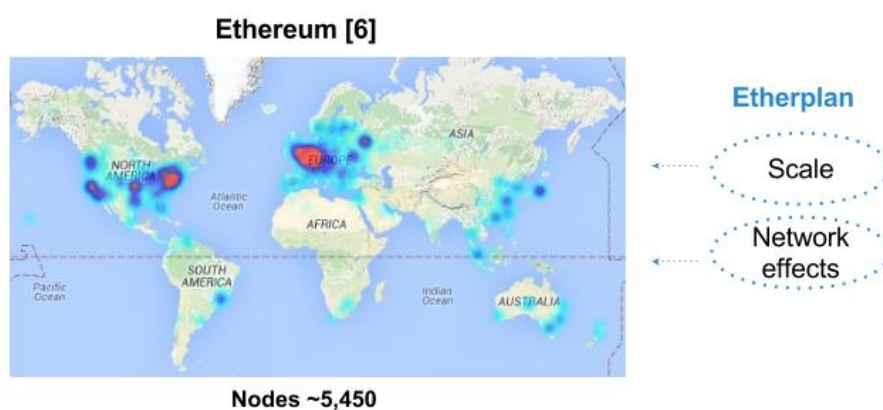 Ethereum [6]
NORTH
AMERICA
Atlantic
Ocean
EUROPE
ASIA
AFRICA
SOUTH
AMERICA
Pacific
Ocean
Indian
Ocean
AUSTRALIA
Nodes ~5,450
Etherplan
Scale
Network
effects